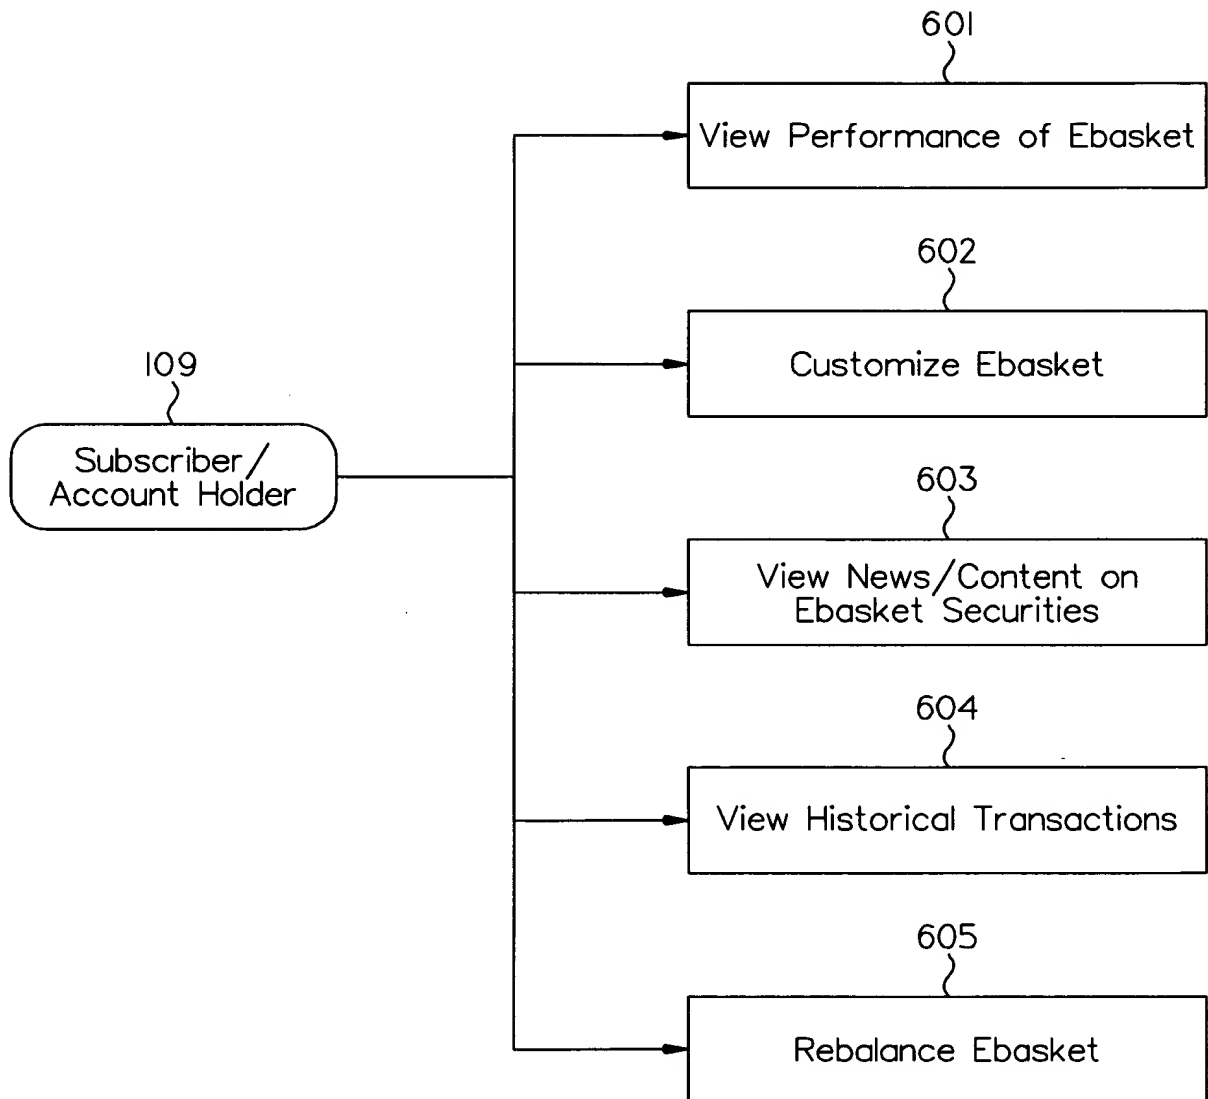 601
View Performance of Ebasket
602
Customize Ebasket
109
Subscriber/
Account Holder
603
View News/Content on
Ebasket Securities
604
View Historical Transactions
605
Rebalance Ebasket